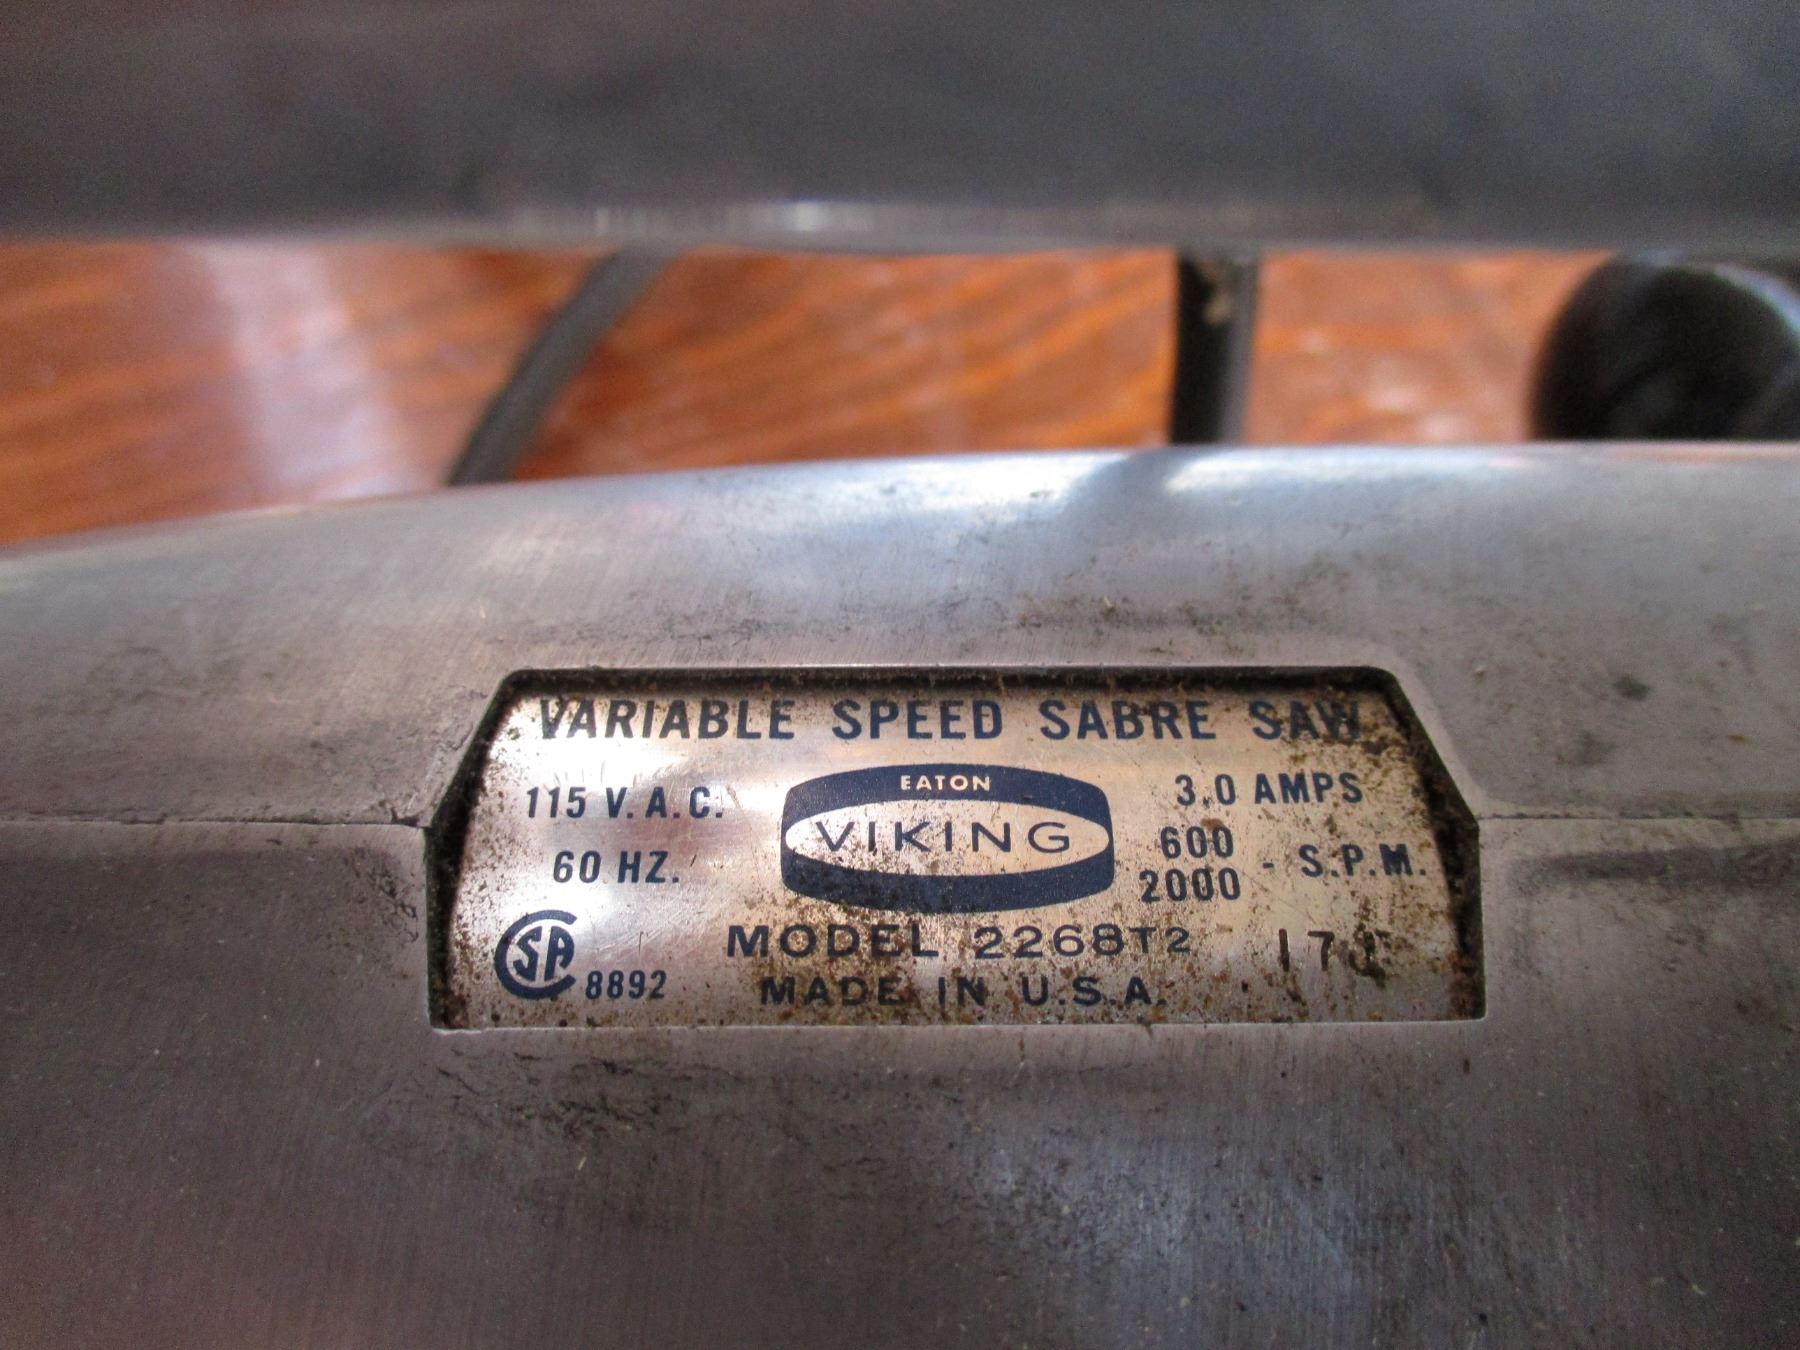 VARIABLE SPEED SABRE SAW
115 V.A.C.
60 HZ.
EATON
VIKING
3.0 AMPS
600
2000 - S.P.M.
CSA
8892
MODEL 2268T2
MADE IN U.S.A.